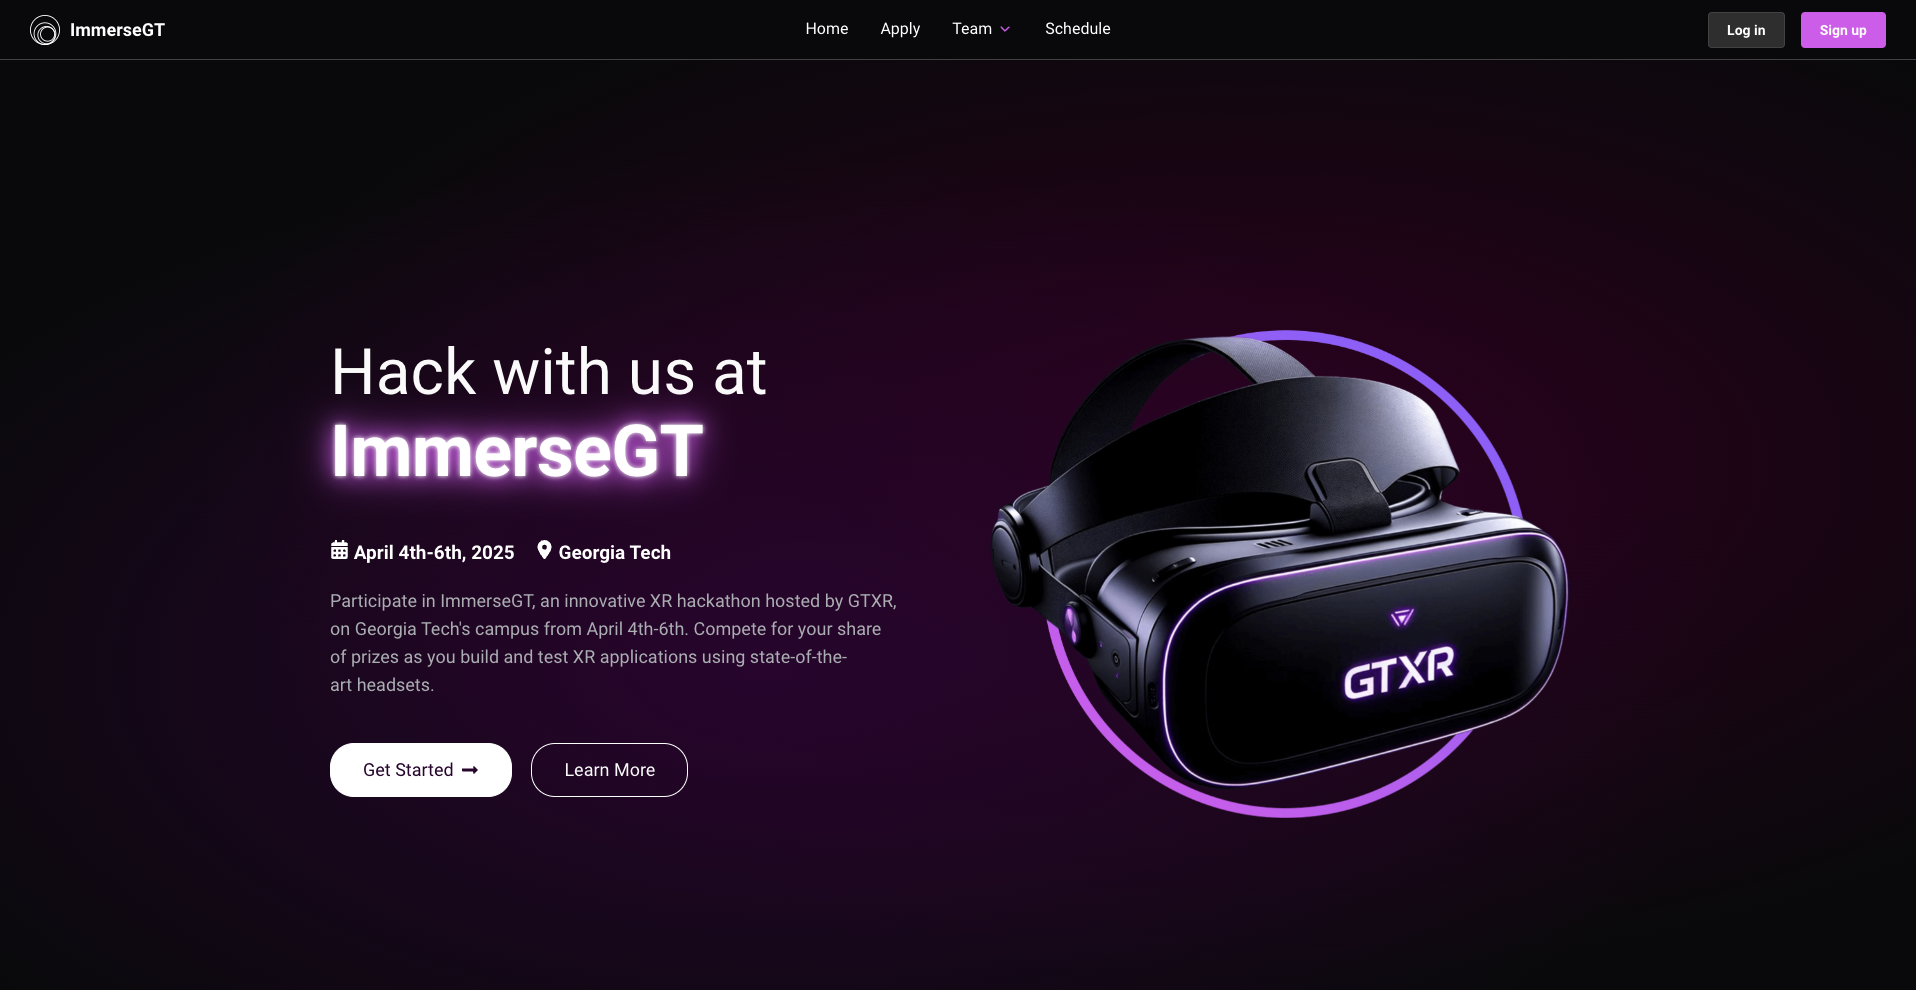 ImmerseGT
Home Apply Team Schedule
Log in Sign up
Hack with us at
ImmerseGT
April 4th-6th, 2025 Georgia Tech
Participate in ImmerseGT, an innovative XR hackathon hosted by GTXR,
on Georgia Tech's campus from April 4th-6th. Compete for your share
of prizes as you build and test XR applications using state-of-the-
art headsets.
Get Started Learn More
GTXR